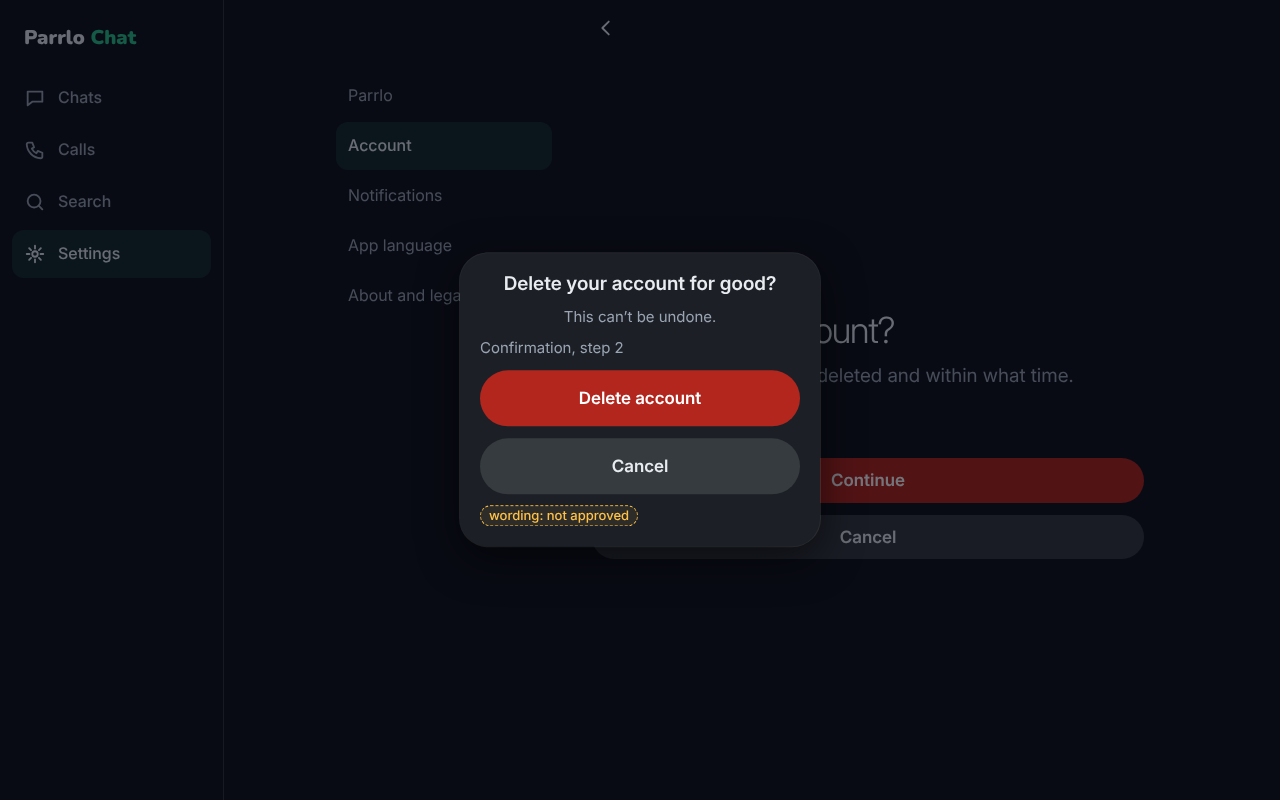 Parrlo Chat
Chats
Calls
Search
Settings
Parrlo
Account
Notifications
App language
About and lega
Delete your account for good?
This can’t be undone.
Confirmation, step 2
Delete account
Cancel
wording: not approved
ount?
deleted and within what time.
Continue
Cancel